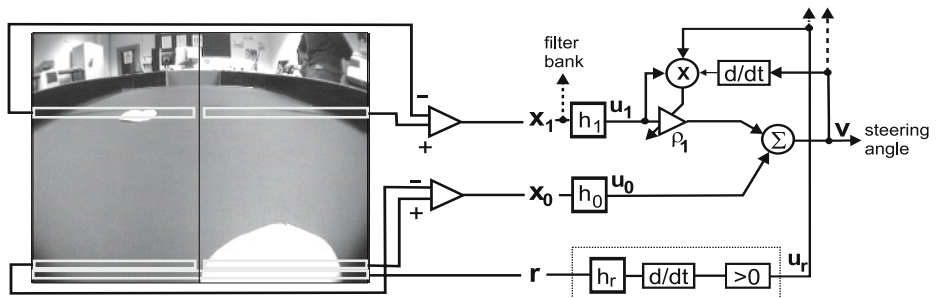 filter
bank
−
+
x₁
h₁
u₁
ρ₁
X
d/dt
Σ
v
steering
angle
−
+
x₀
h₀
u₀
r
hᵣ
d/dt
>0
uᵣ